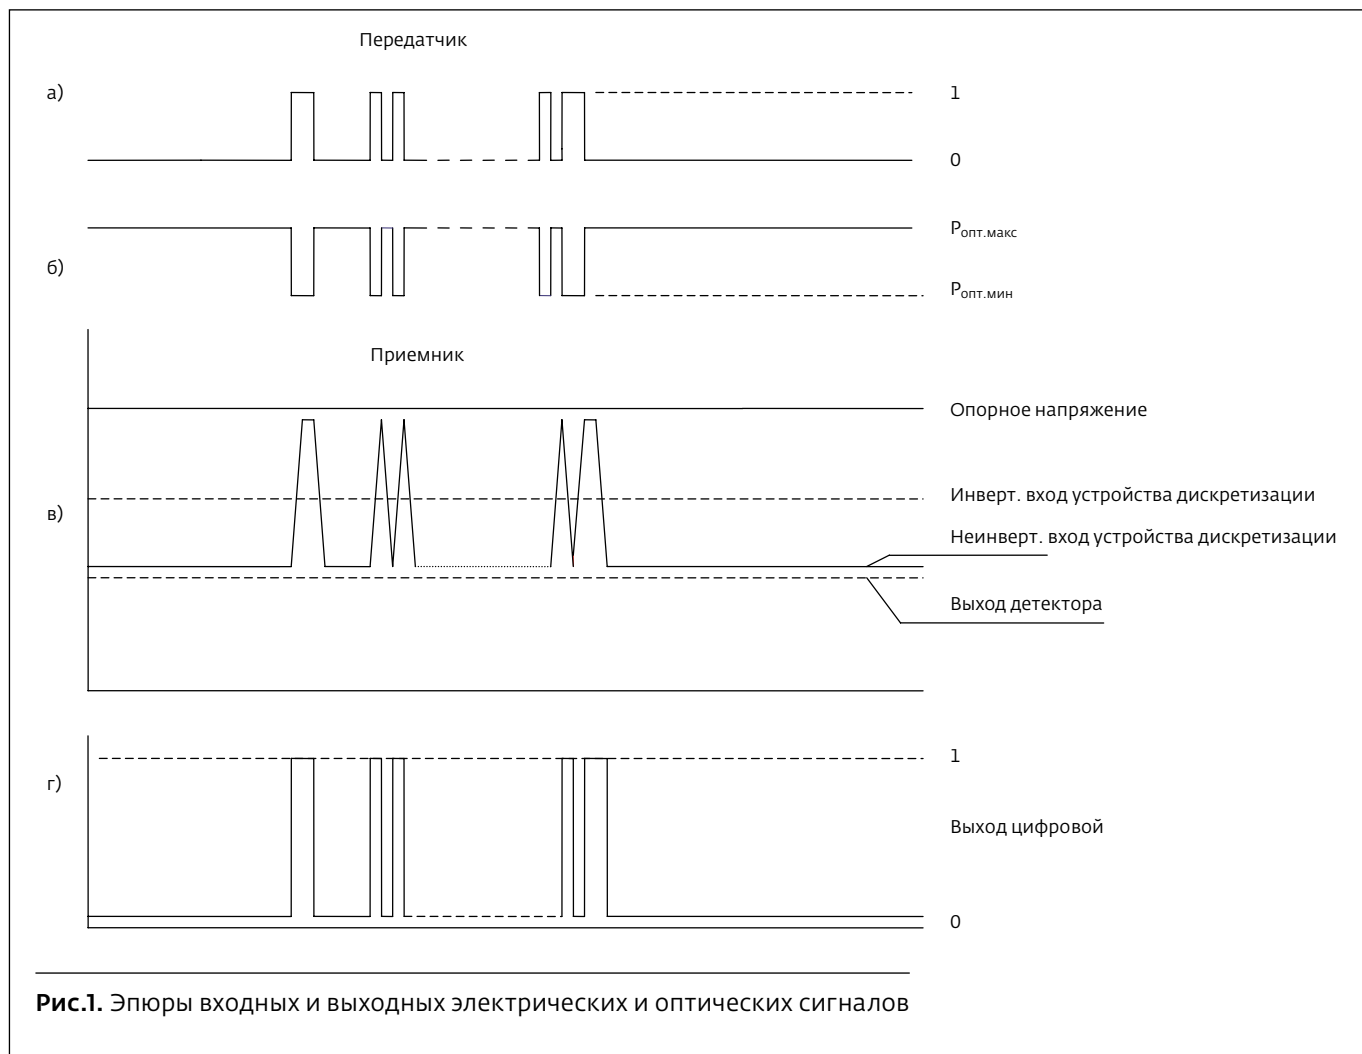 Передатчик
а)
1
0
Pопт.макс
б)
Pопт.мин
Приемник
Опорное напряжение
Инверт. вход устройства дискретизации
в)
Неинверт. вход устройства дискретизации
Выход детектора
1
г)
Выход цифровой
0
Рис.1. Эпюры входных и выходных электрических и оптических сигналов